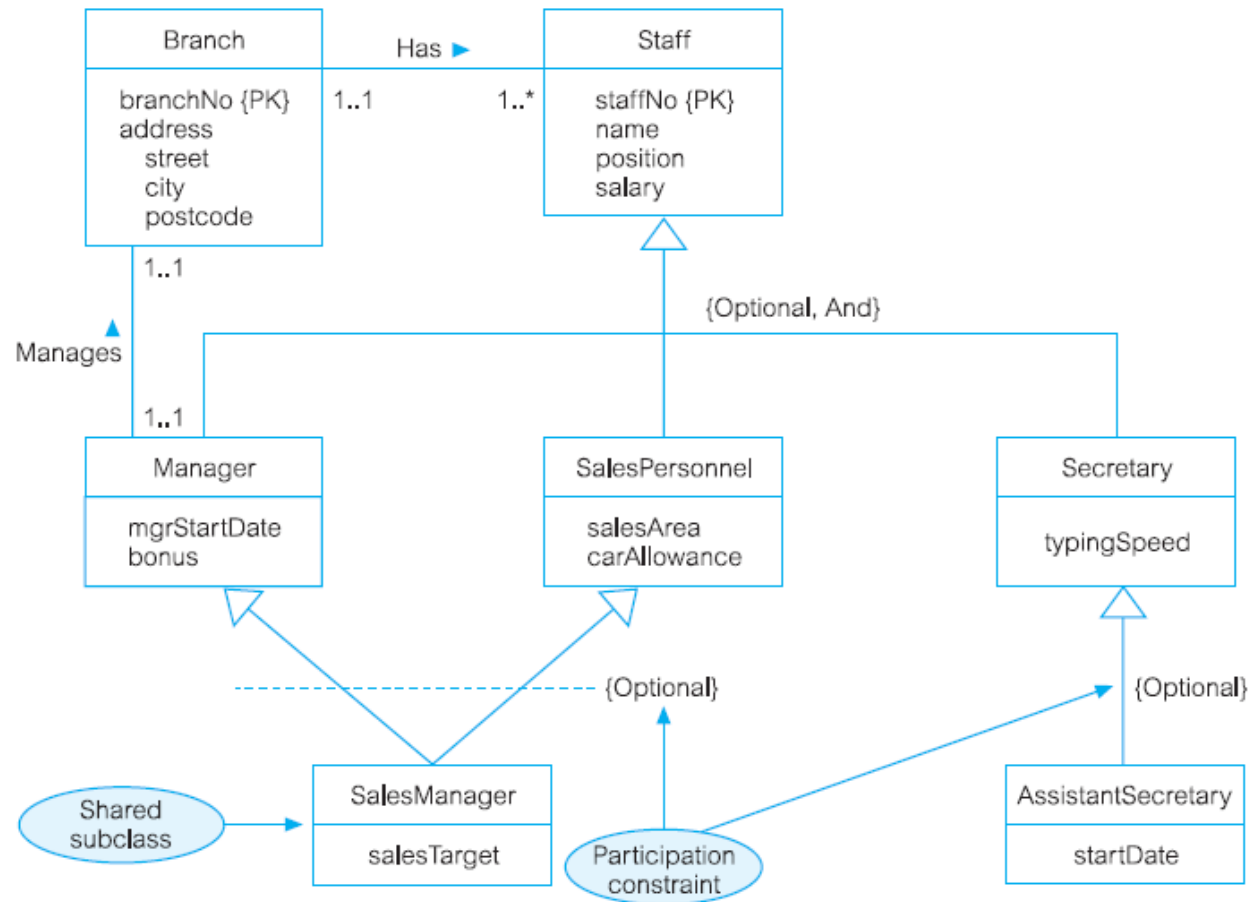 Branch
branchNo {PK}
address
street
city
postcode
Has ►
1..1
1..*
Staff
staffNo {PK}
name
position
salary
1..1
▲
Manages
1..1
{Optional, And}
Manager
mgrStartDate
bonus
SalesPersonnel
salesArea
carAllowance
Secretary
typingSpeed
{Optional}
{Optional}
Shared
subclass
SalesManager
salesTarget
Participation
constraint
AssistantSecretary
startDate